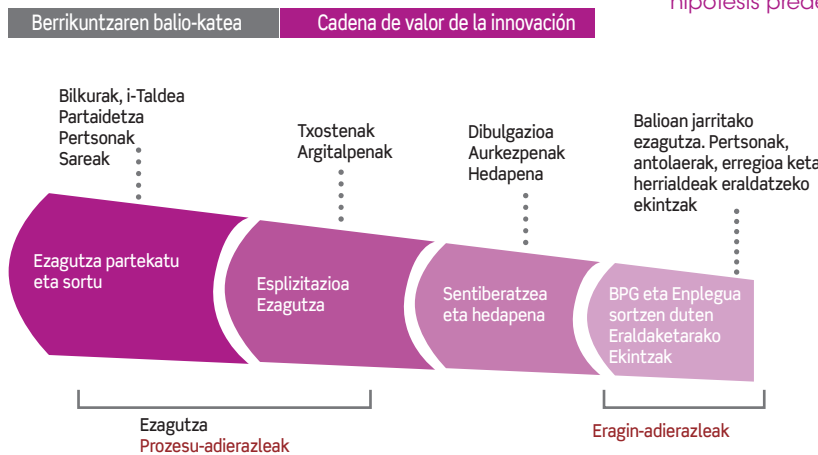 hipótesis
Berrikuntzaren balio-katea
Cadena de valor de la innovación
Bilkurak, i-Taldea
Partaidetza
Pertsonak
Sareak
Txostenak
Argitalpenak
Dibulgazioa
Aurkezpenak
Hedapena
Balioan jarritako
ezagutza. Pertsonak,
antolaerak, erregioa keta
herrialdeak eraldatzeko
ekintzak
Ezagutza partekatu
eta sortu
Esplizitazioa
Ezagutza
Sentiberatzea
eta hedapena
BPG eta Enplegua
sortzen duten
Eraldaketarako
Ekintzak
Ezagutza
Prozesu-adierazleak
Eragin-adierazleak